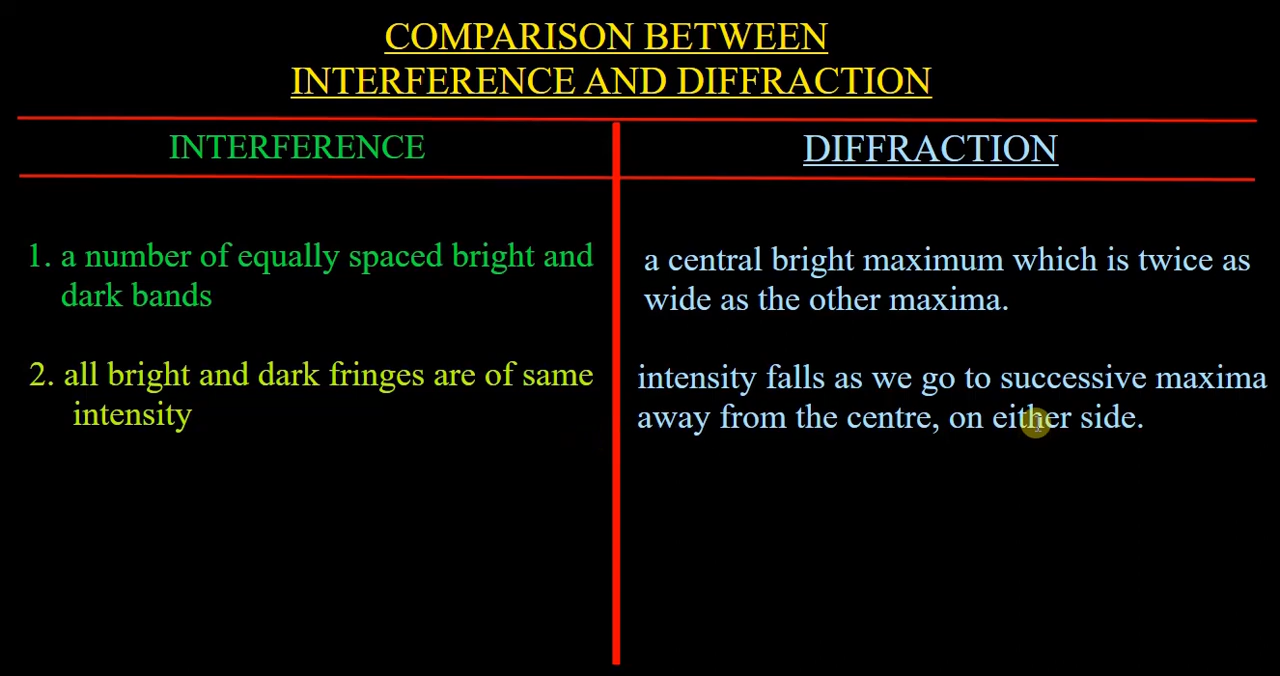 COMPARISON BETWEEN
INTERFERENCE AND DIFFRACTION
INTERFERENCE
DIFFRACTION
1. a number of equally spaced bright and
dark bands
a central bright maximum which is twice as
wide as the other maxima.
2. all bright and dark fringes are of same
intensity
intensity falls as we go to successive maxima
away from the centre, on either side.